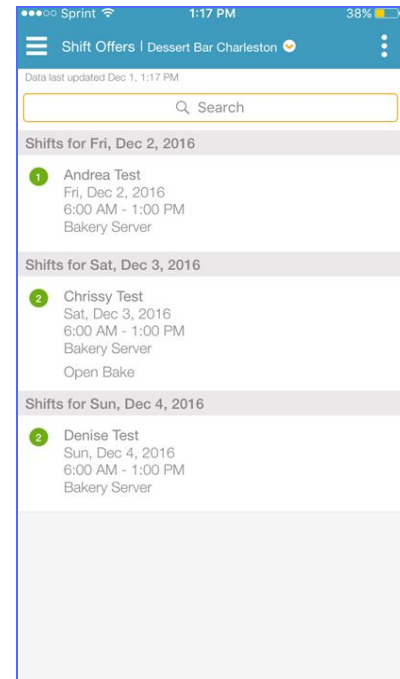 Sprint 1:17 PM 38%
Shift Offers | Dessert Bar Charleston
Data last updated Dec 1, 1:17 PM
Search
Shifts for Fri, Dec 2, 2016
1 Andrea Test
Fri, Dec 2, 2016
6:00 AM - 1:00 PM
Bakery Server
Shifts for Sat, Dec 3, 2016
2 Chrissy Test
Sat, Dec 3, 2016
6:00 AM - 1:00 PM
Bakery Server
Open Bake
Shifts for Sun, Dec 4, 2016
2 Denise Test
Sun, Dec 4, 2016
6:00 AM - 1:00 PM
Bakery Server